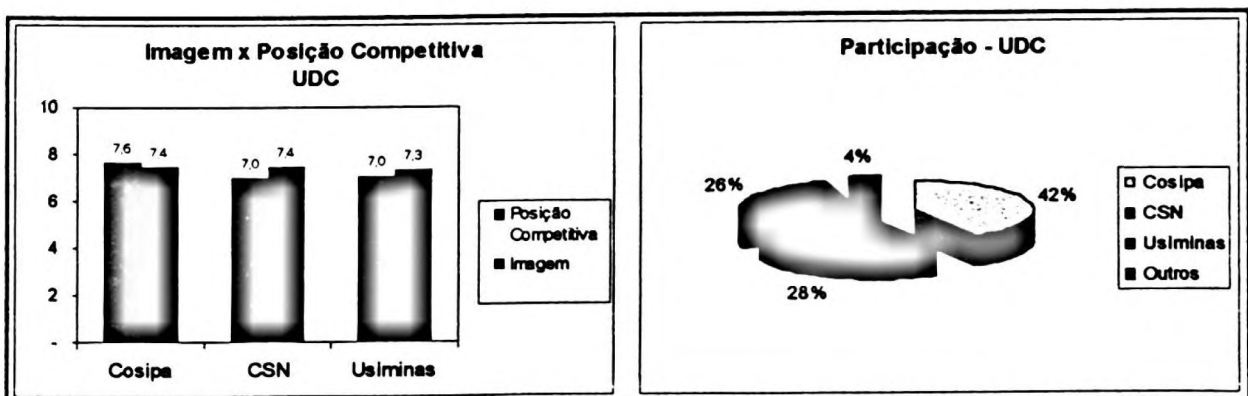 Imagem x Posição Competitiva
UDC
10
8
6
4
2
-
7,6
7,4
7,0
7,4
7,0
7,3
Cosipa
CSN
Usiminas
Posição
Competitiva
Imagem
Participação - UDC
4%
26%
42%
28%
Cosipa
CSN
Usiminas
Outros